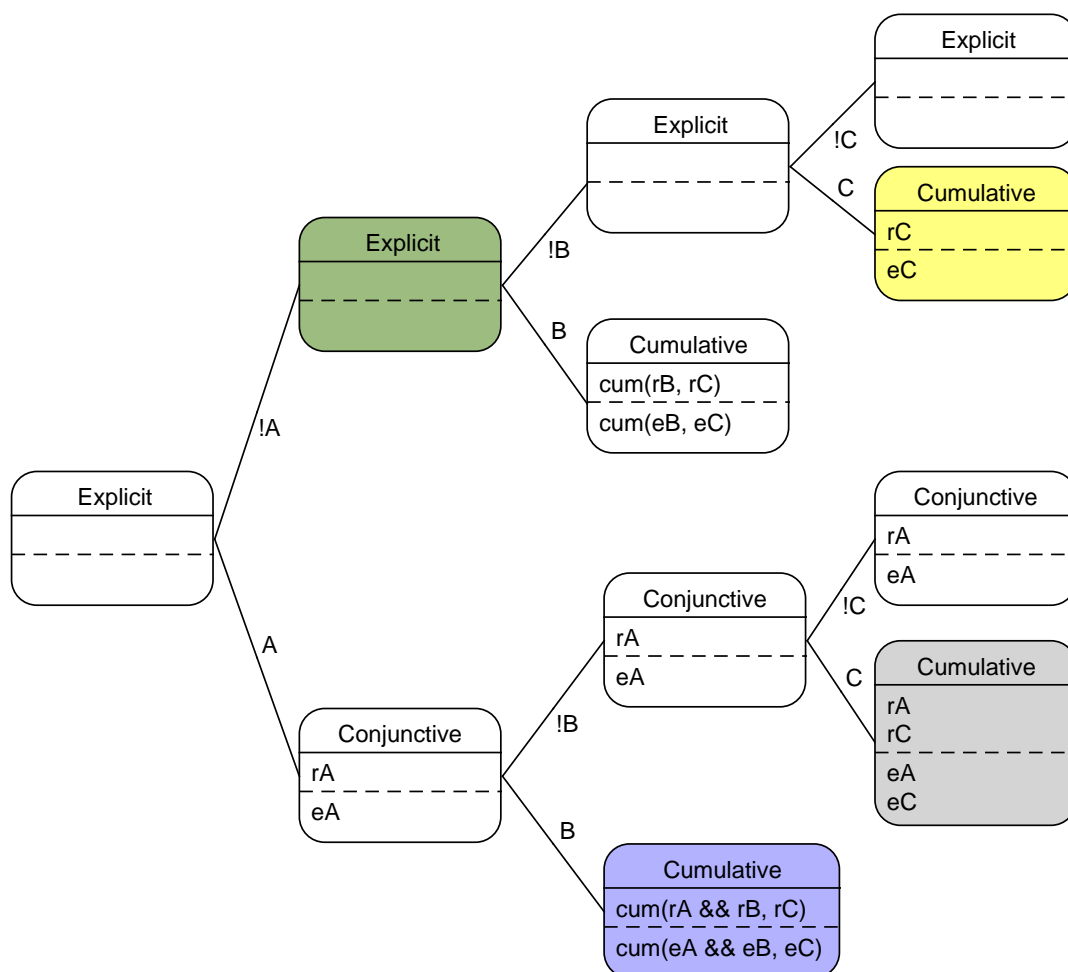 Explicit
!C
Explicit
C
Cumulative
rC
eC
!B
Explicit
B
Cumulative
cum(rB, rC)
cum(eB, eC)
!A
Explicit
A
Conjunctive
rA
eA
!C
Conjunctive
rA
eA
C
Cumulative
rA
rC
eA
eC
!B
Conjunctive
rA
eA
B
Cumulative
cum(rA && rB, rC)
cum(eA && eB, eC)